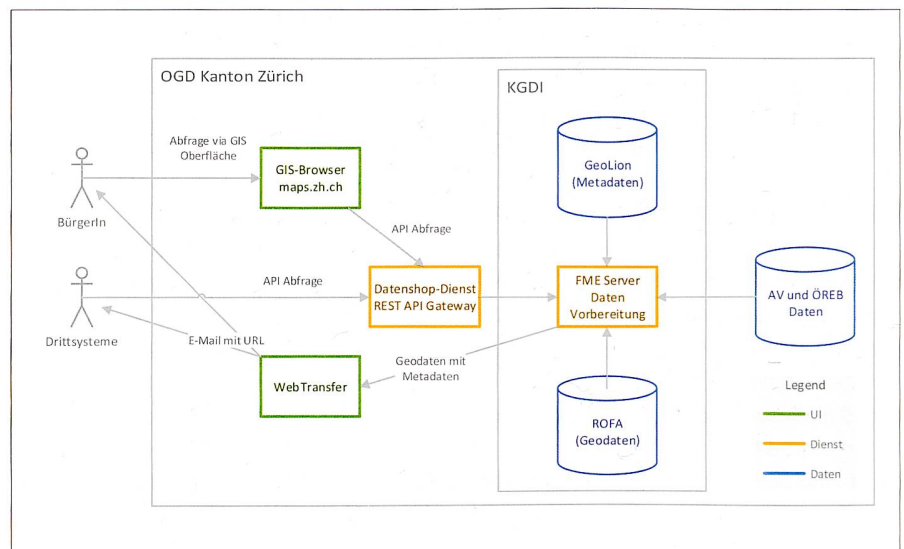 OGD Kanton Zürich
KGDI
Abfrage via GIS
Oberfläche
GIS-Browser
maps.zh.ch
GeoLion
(Metadaten)
BürgerIn
API Abfrage
API Abfrage
Datenshop-Dienst
REST API Gateway
FME Server
Daten
Vorbereitung
AV und ÖREB
Daten
Drittsysteme
E-Mail mit URL
Geodaten mit
Metadaten
WebTransfer
ROFA
(Geodaten)
Legend
UI
Dienst
Daten